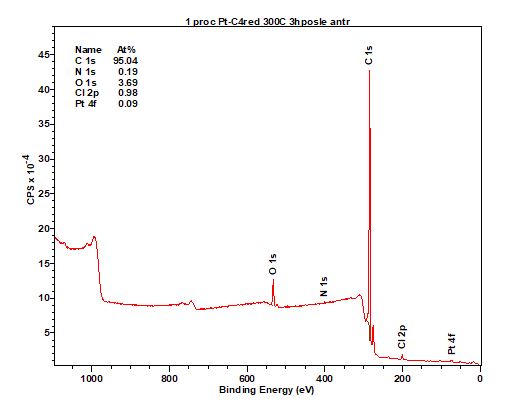 1 proc Pt-C4red 300C 3hposle antr
Name At%
C 1s 95.04
N 1s 0.19
O 1s 3.69
Cl 2p 0.98
Pt 4f 0.09
C 1s
O 1s
N 1s
Cl 2p
Pt 4f
45
40
35
30
25
20
15
10
5
CPS x 10-4
1000 800 600 400 200 0
Binding Energy (eV)